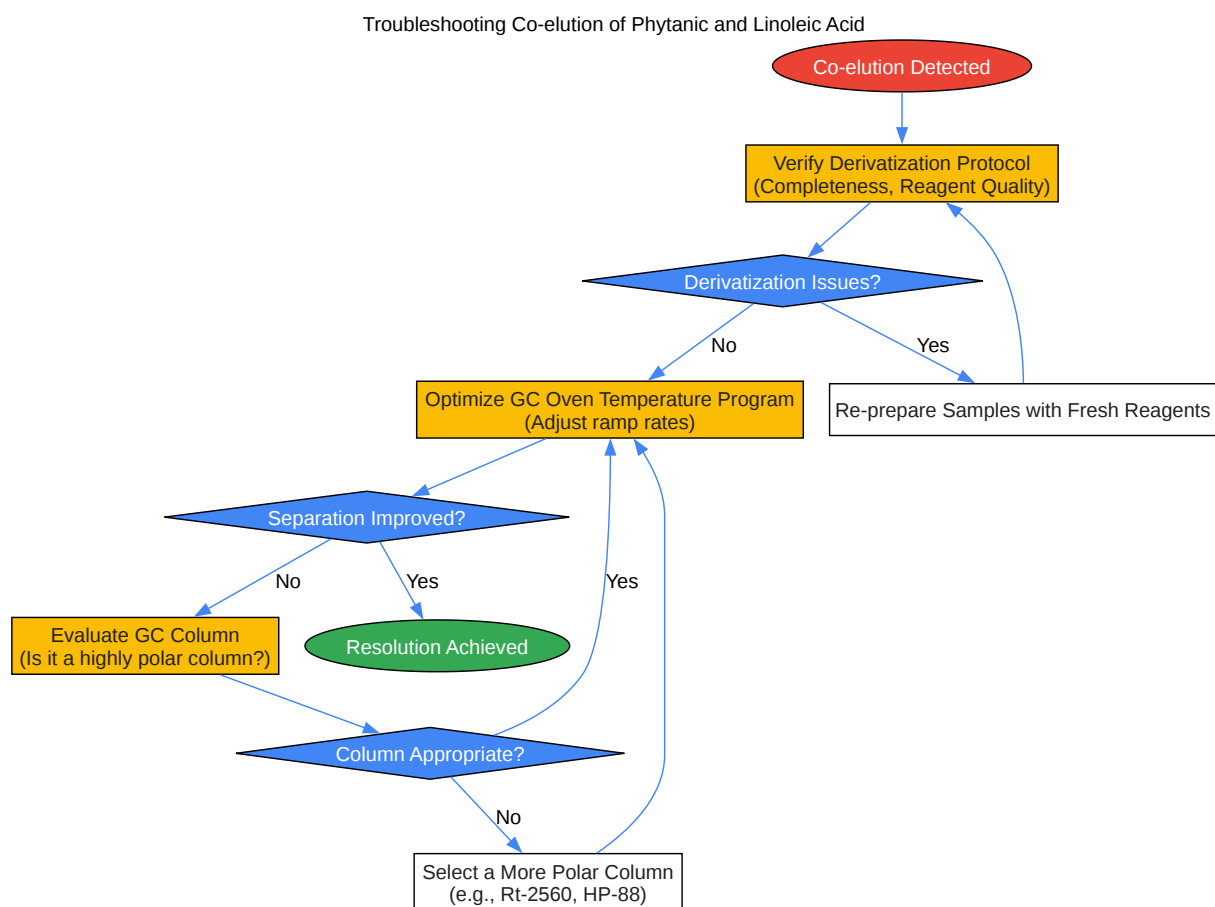 Troubleshooting Co-elution of Phytanic and Linoleic Acid
Co-elution Detected
Verify Derivatization Protocol
(Completeness, Reagent Quality)
Derivatization Issues?
No
Yes
Optimize GC Oven Temperature Program
(Adjust ramp rates)
Re-prepare Samples with Fresh Reagents
Separation Improved?
No
Yes
Yes
Evaluate GC Column
(Is it a highly polar column?)
Resolution Achieved
Column Appropriate?
No
Select a More Polar Column
(e.g., Rt-2560, HP-88)